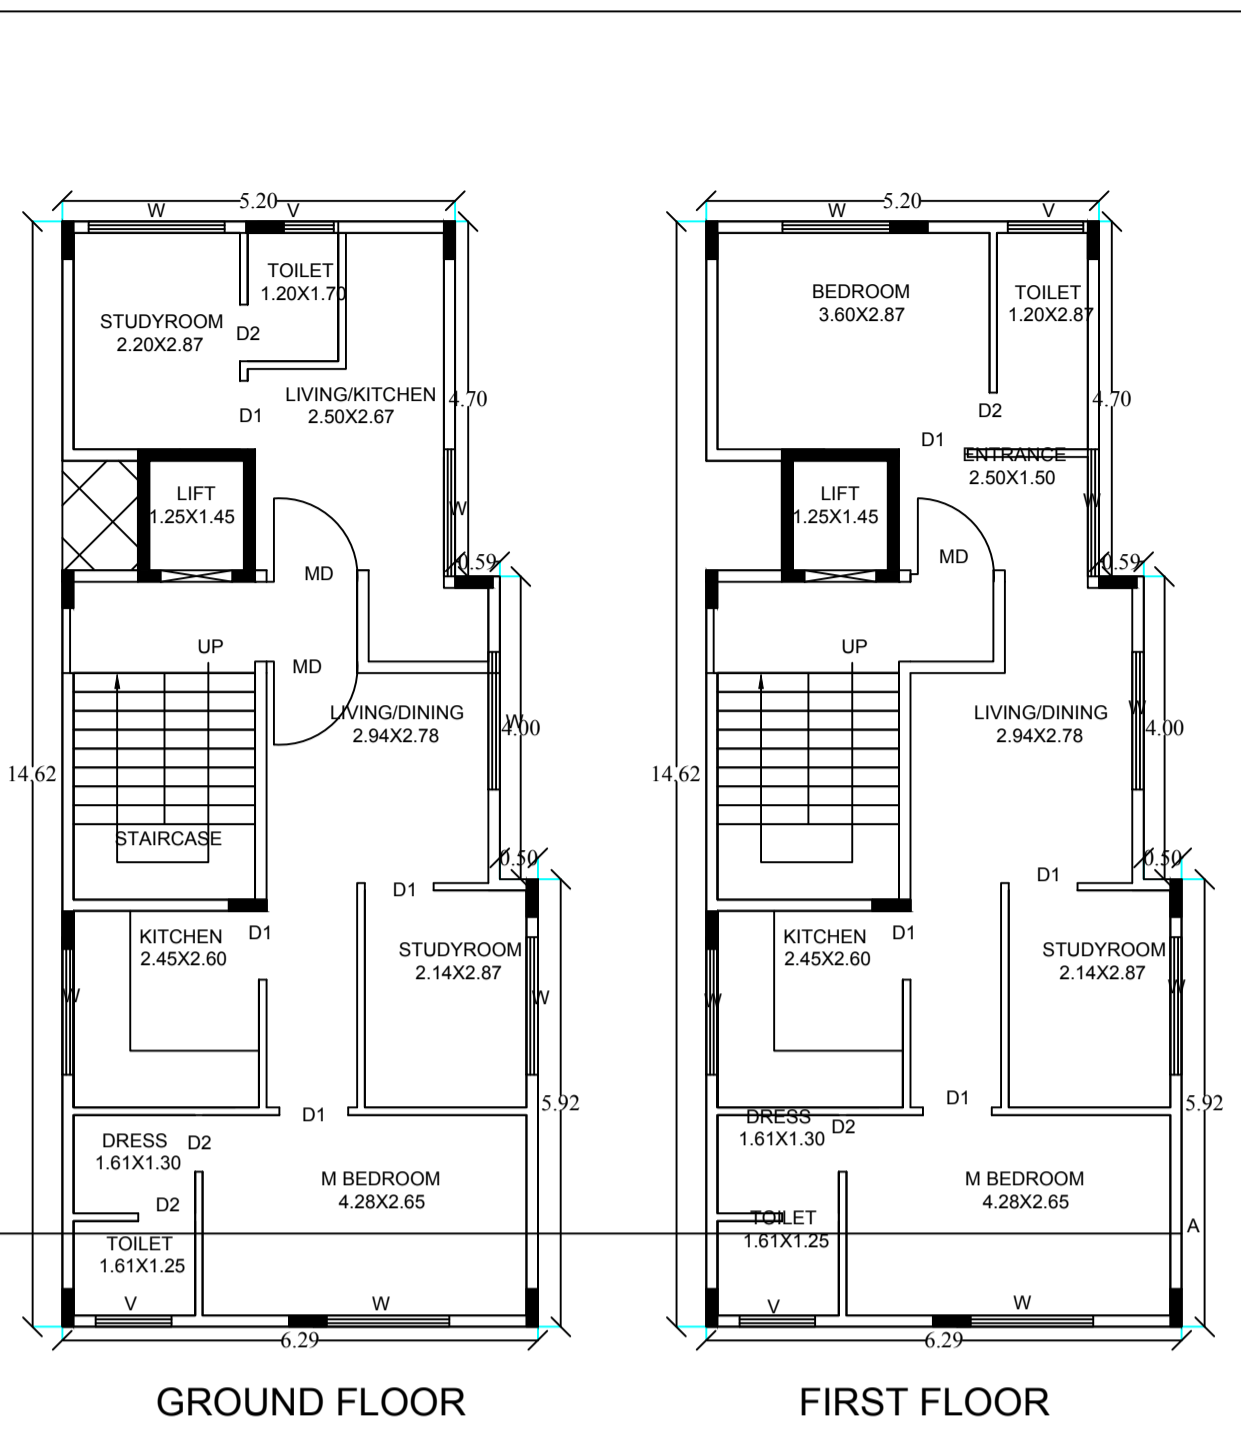 5.20
W
V
TOILET
1.20X1.70
STUDYROOM
2.20X2.87
D2
LIVING/KITCHEN
2.50X2.67
D1
4.70
LIFT
1.25X1.45
W
0.59
MD
UP
MD
LIVING/DINING
2.94X2.78
W
4.00
14.62
STAIRCASE
0.50
D1
KITCHEN
2.45X2.60
D1
STUDYROOM
2.14X2.87
W
W
D1
5.92
DRESS
1.61X1.30
D2
M BEDROOM
4.28X2.65
D2
TOILET
1.61X1.25
V
W
6.29
GROUND FLOOR
5.20
W
V
BEDROOM
3.60X2.87
TOILET
1.20X2.87
4.70
D2
D1
ENTRANCE
2.50X1.50
LIFT
1.25X1.45
W
MD
0.59
UP
LIVING/DINING
2.94X2.78
W
4.00
14.62
0.50
D1
KITCHEN
2.45X2.60
D1
STUDYROOM
2.14X2.87
W
W
D1
5.92
DRESS
1.61X1.30
D2
M BEDROOM
4.28X2.65
TOILET
1.61X1.25
A
V
W
6.29
FIRST FLOOR